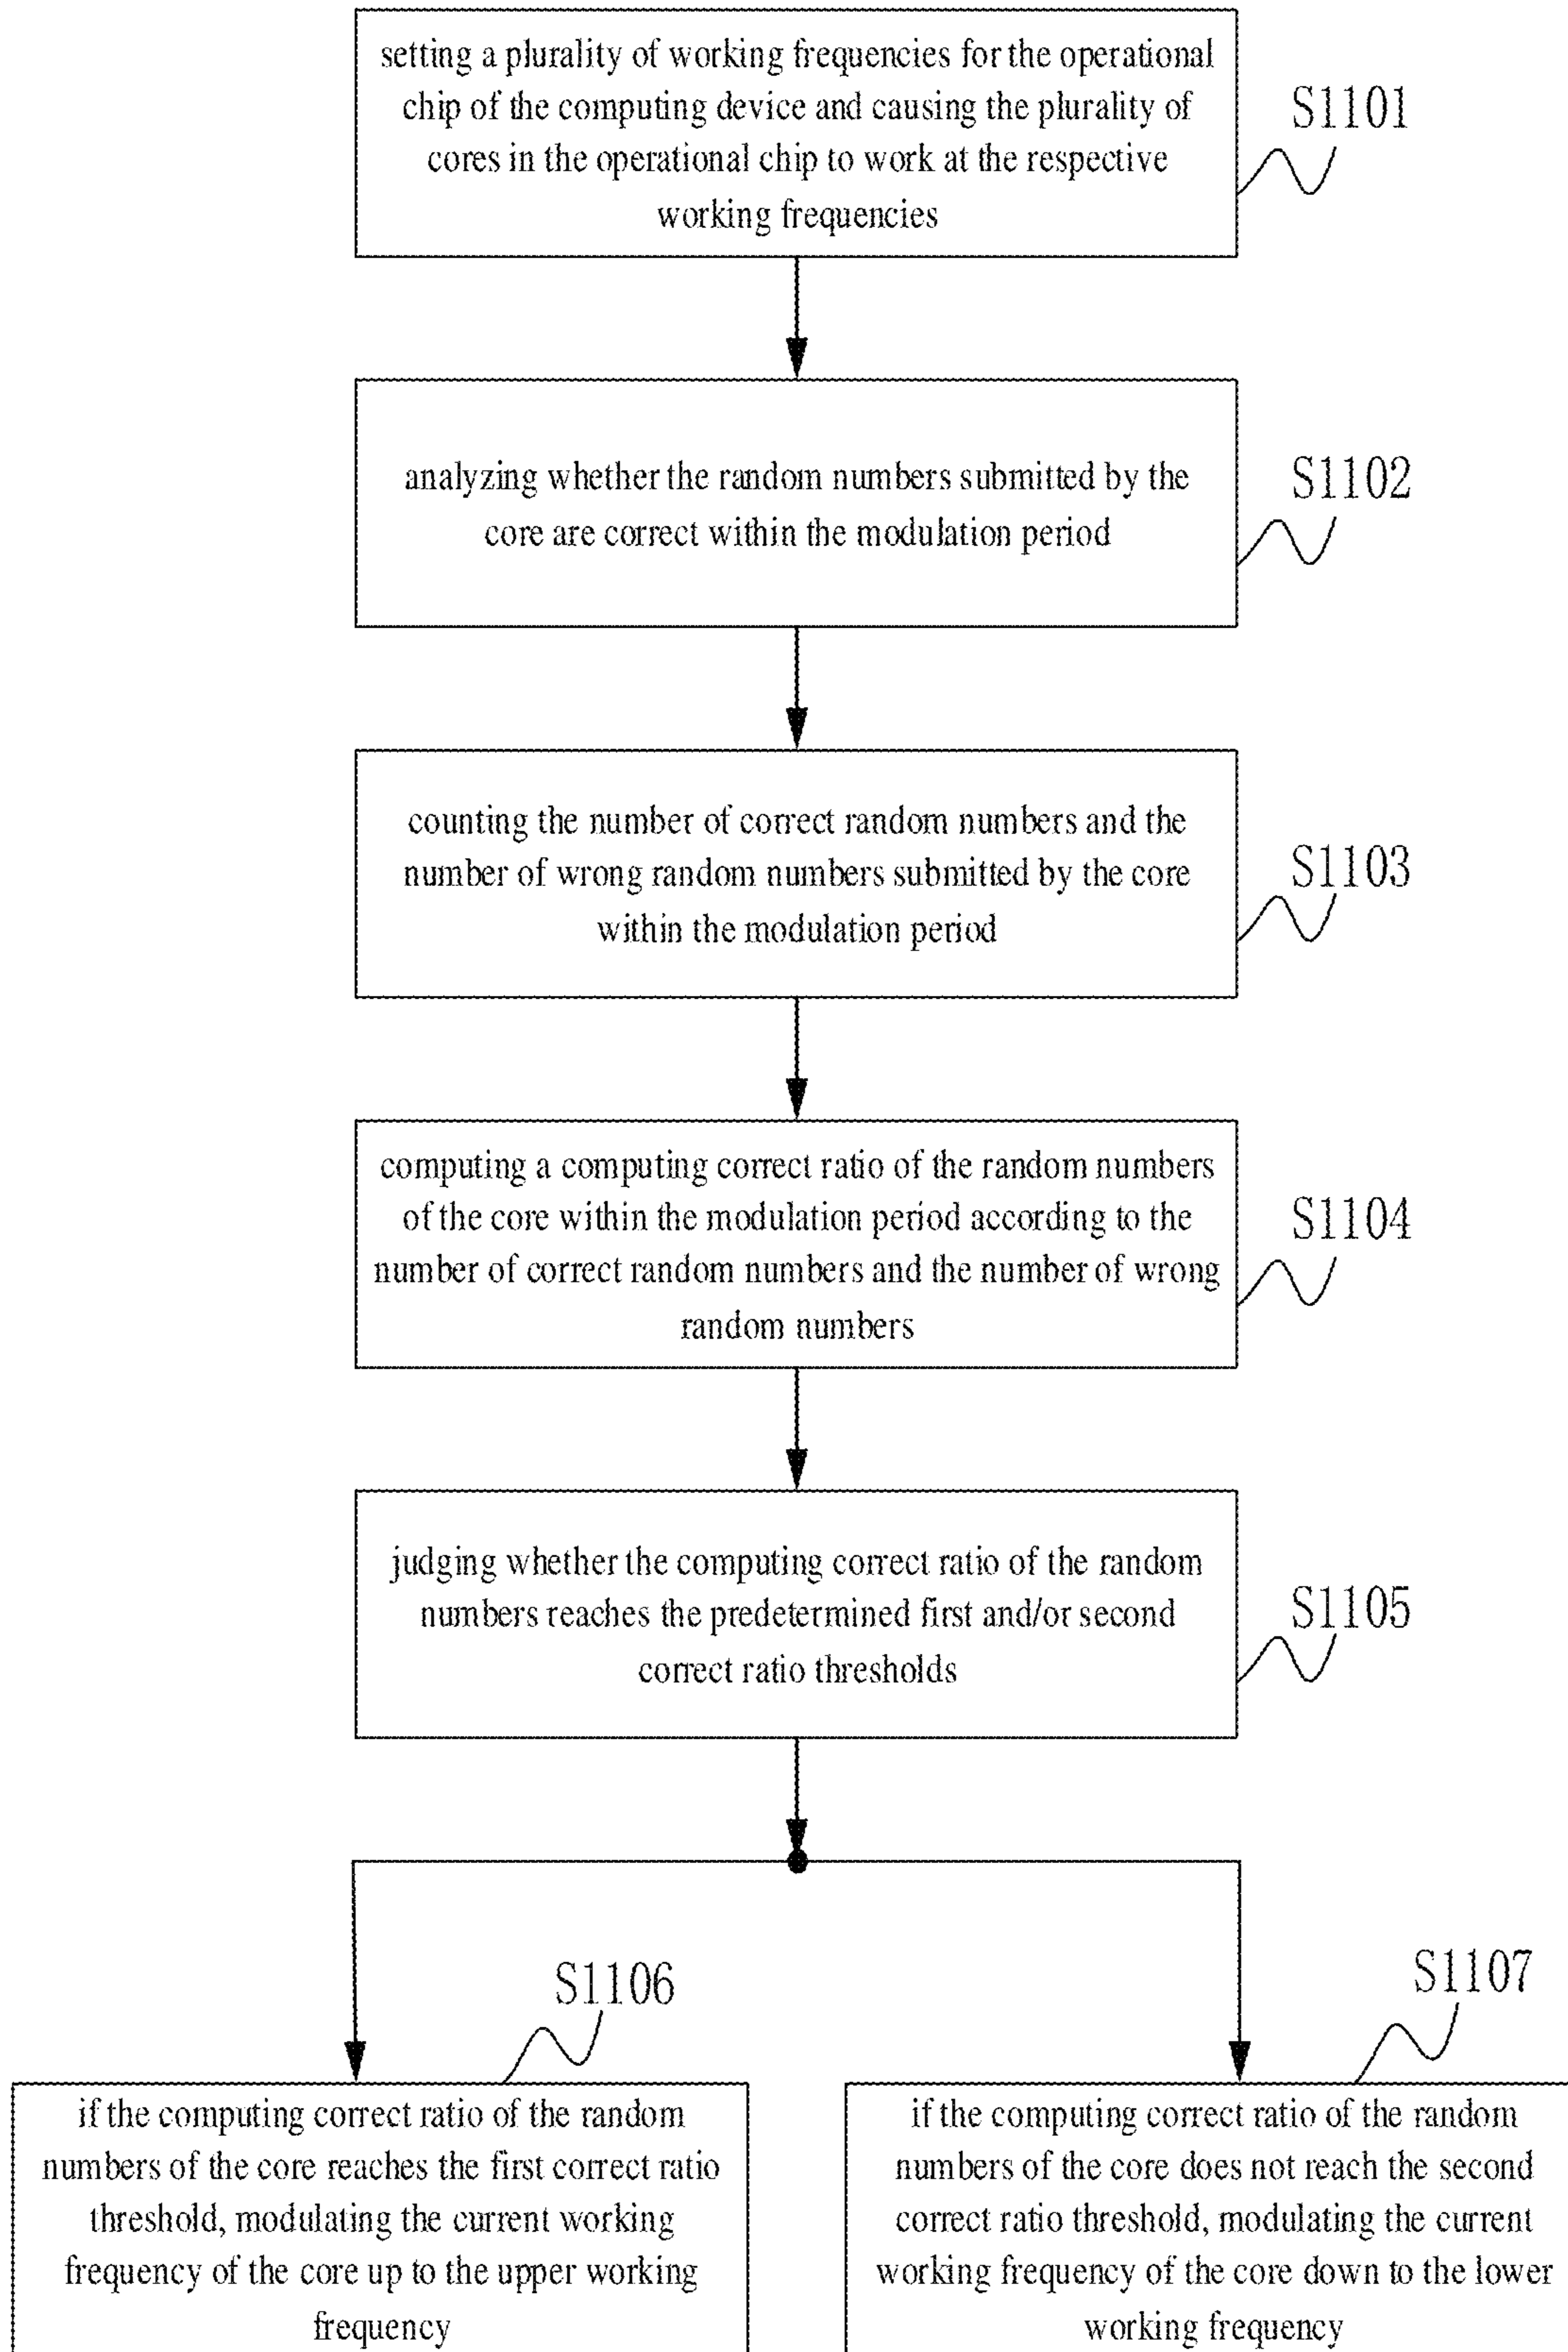 setting a plurality of working frequencies for the operational
chip of the computing device and causing the plurality of
cores in the operational chip to work at the respective
working frequencies
S1101
analyzing whether the random numbers submitted by the
core are correct within the modulation period
S1102
counting the number of correct random numbers and the
number of wrong random numbers submitted by the core
within the modulation period
S1103
computing a computing correct ratio of the random numbers
of the core within the modulation period according to the
number of correct random numbers and the number of wrong
random numbers
S1104
judging whether the computing correct ratio of the random
numbers reaches the predetermined first and/or second
correct ratio thresholds
S1105
S1106
if the computing correct ratio of the random
numbers of the core reaches the first correct ratio
threshold, modulating the current working
frequency of the core up to the upper working
frequency
S1107
if the computing correct ratio of the random
numbers of the core does not reach the second
correct ratio threshold, modulating the current
working frequency of the core down to the lower
working frequency